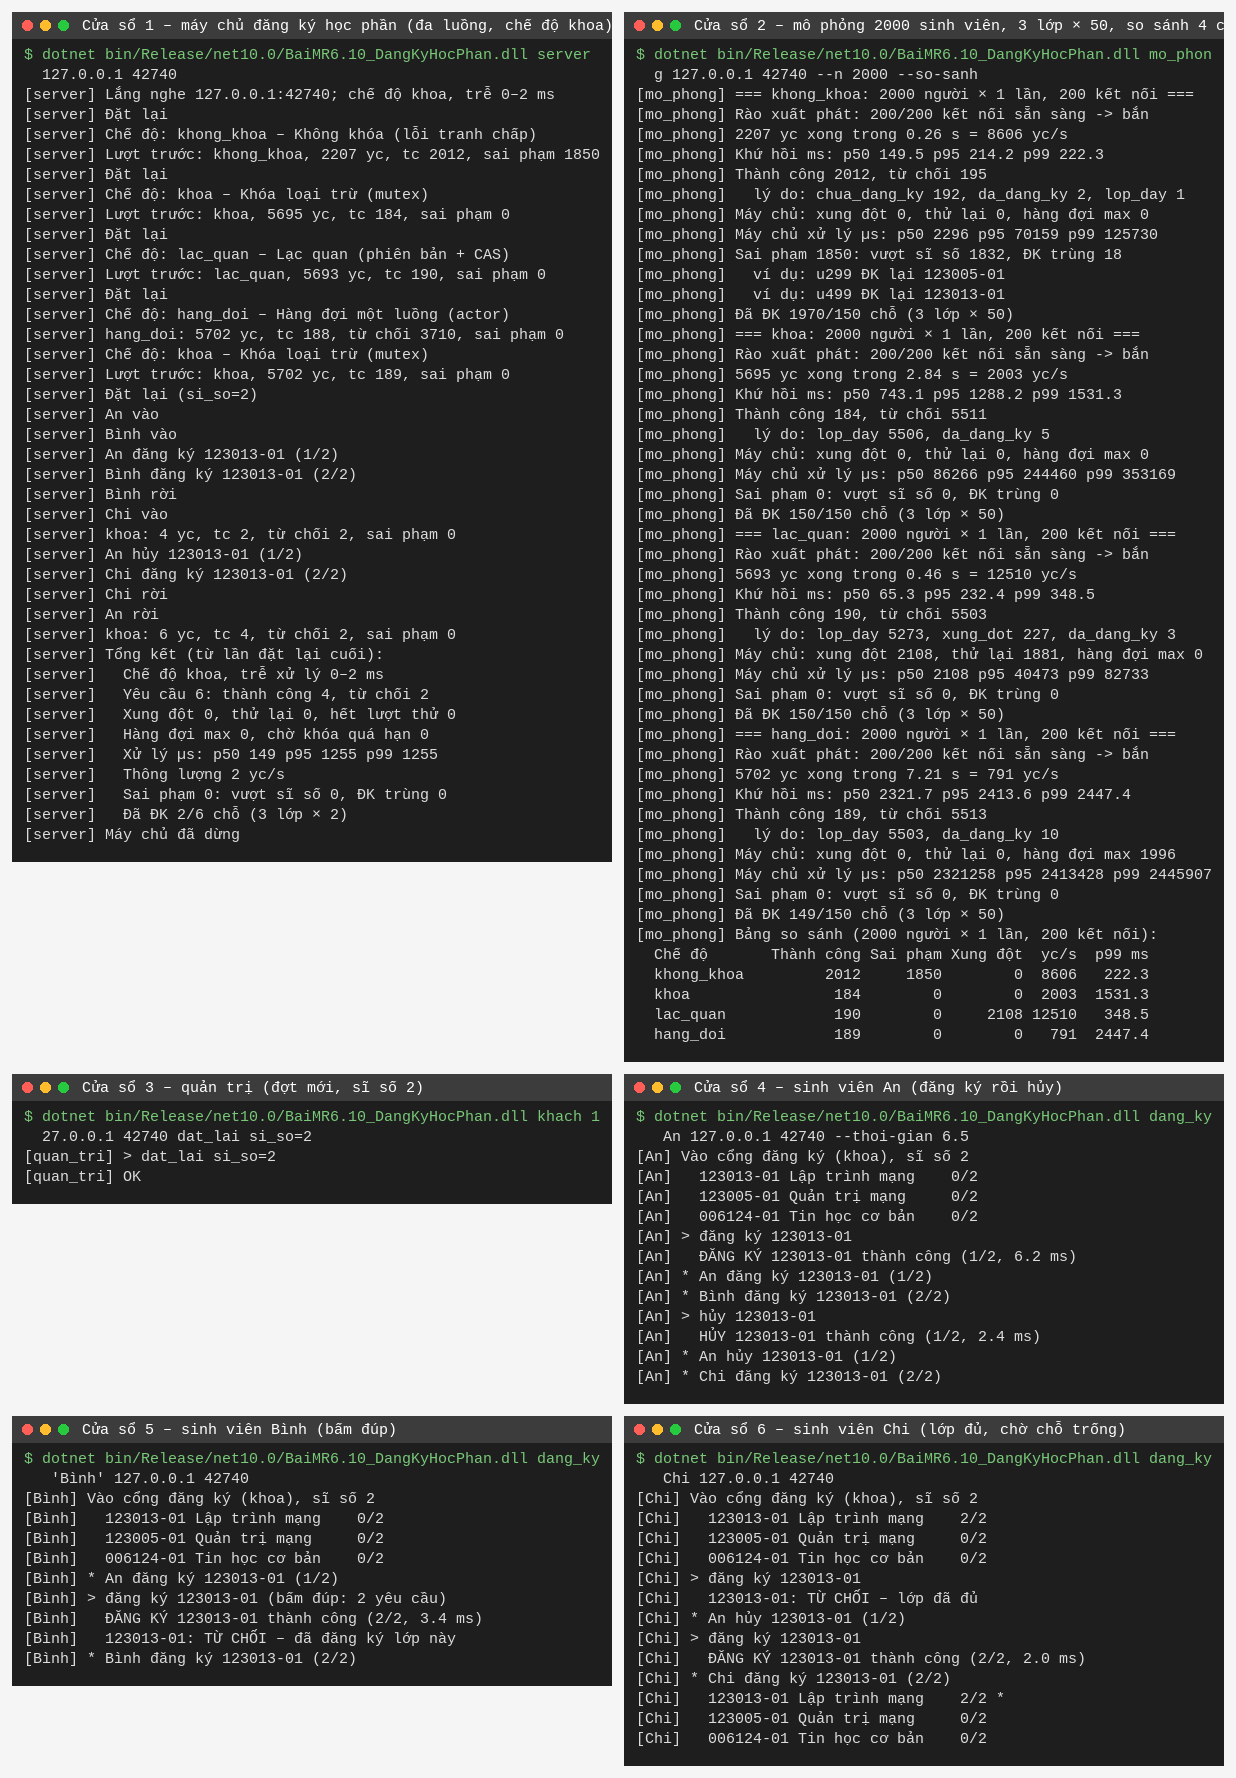 Cửa sổ 1 – máy chủ đăng ký học phần (đa luồng, chế độ khoa)
$ dotnet bin/Release/net10.0/BaiMR6.10_DangKyHocPhan.dll server
127.0.0.1 42740
[server] Lắng nghe 127.0.0.1:42740; chế độ khoa, trễ 0–2 ms
[server] Đặt lại
[server] Chế độ: khong_khoa – Không khóa (lỗi tranh chấp)
[server] Lượt trước: khong_khoa, 2207 yc, tc 2012, sai phạm 1850
[server] Đặt lại
[server] Chế độ: khoa – Khóa loại trừ (mutex)
[server] Lượt trước: khoa, 5695 yc, tc 184, sai phạm 0
[server] Đặt lại
[server] Chế độ: lac_quan – Lạc quan (phiên bản + CAS)
[server] Lượt trước: lac_quan, 5693 yc, tc 190, sai phạm 0
[server] Đặt lại
[server] Chế độ: hang_doi – Hàng đợi một luồng (actor)
[server] hang_doi: 5702 yc, tc 188, từ chối 3710, sai phạm 0
[server] Chế độ: khoa – Khóa loại trừ (mutex)
[server] Lượt trước: khoa, 5702 yc, tc 189, sai phạm 0
[server] Đặt lại (si_so=2)
[server] An vào
[server] Bình vào
[server] An đăng ký 123013-01 (1/2)
[server] Bình đăng ký 123013-01 (2/2)
[server] Bình rời
[server] Chi vào
[server] khoa: 4 yc, tc 2, từ chối 2, sai phạm 0
[server] An hủy 123013-01 (1/2)
[server] Chi đăng ký 123013-01 (2/2)
[server] Chi rời
[server] An rời
[server] khoa: 6 yc, tc 4, từ chối 2, sai phạm 0
[server] Tổng kết (từ lần đặt lại cuối):
[server]   Chế độ khoa, trễ xử lý 0–2 ms
[server]   Yêu cầu 6: thành công 4, từ chối 2
[server]   Xung đột 0, thử lại 0, hết lượt thử 0
[server]   Hàng đợi max 0, chờ khóa quá hạn 0
[server]   Xử lý µs: p50 149 p95 1255 p99 1255
[server]   Thông lượng 2 yc/s
[server]   Sai phạm 0: vượt sĩ số 0, ĐK trùng 0
[server]   Đã ĐK 2/6 chỗ (3 lớp × 2)
[server] Máy chủ đã dừng
Cửa sổ 2 – mô phỏng 2000 sinh viên, 3 lớp × 50, so sánh 4 c
$ dotnet bin/Release/net10.0/BaiMR6.10_DangKyHocPhan.dll mo_phon
g 127.0.0.1 42740 --n 2000 --so-sanh
[mo_phong] === khong_khoa: 2000 người × 1 lần, 200 kết nối ===
[mo_phong] Rào xuất phát: 200/200 kết nối sẵn sàng -> bắn
[mo_phong] 2207 yc xong trong 0.26 s = 8606 yc/s
[mo_phong] Khứ hồi ms: p50 149.5 p95 214.2 p99 222.3
[mo_phong] Thành công 2012, từ chối 195
[mo_phong]   lý do: chua_dang_ky 192, da_dang_ky 2, lop_day 1
[mo_phong] Máy chủ: xung đột 0, thử lại 0, hàng đợi max 0
[mo_phong] Máy chủ xử lý µs: p50 2296 p95 70159 p99 125730
[mo_phong] Sai phạm 1850: vượt sĩ số 1832, ĐK trùng 18
[mo_phong]   ví dụ: u299 ĐK lại 123005-01
[mo_phong]   ví dụ: u499 ĐK lại 123013-01
[mo_phong] Đã ĐK 1970/150 chỗ (3 lớp × 50)
[mo_phong] === khoa: 2000 người × 1 lần, 200 kết nối ===
[mo_phong] Rào xuất phát: 200/200 kết nối sẵn sàng -> bắn
[mo_phong] 5695 yc xong trong 2.84 s = 2003 yc/s
[mo_phong] Khứ hồi ms: p50 743.1 p95 1288.2 p99 1531.3
[mo_phong] Thành công 184, từ chối 5511
[mo_phong]   lý do: lop_day 5506, da_dang_ky 5
[mo_phong] Máy chủ: xung đột 0, thử lại 0, hàng đợi max 0
[mo_phong] Máy chủ xử lý µs: p50 86266 p95 244460 p99 353169
[mo_phong] Sai phạm 0: vượt sĩ số 0, ĐK trùng 0
[mo_phong] Đã ĐK 150/150 chỗ (3 lớp × 50)
[mo_phong] === lac_quan: 2000 người × 1 lần, 200 kết nối ===
[mo_phong] Rào xuất phát: 200/200 kết nối sẵn sàng -> bắn
[mo_phong] 5693 yc xong trong 0.46 s = 12510 yc/s
[mo_phong] Khứ hồi ms: p50 65.3 p95 232.4 p99 348.5
[mo_phong] Thành công 190, từ chối 5503
[mo_phong]   lý do: lop_day 5273, xung_dot 227, da_dang_ky 3
[mo_phong] Máy chủ: xung đột 2108, thử lại 1881, hàng đợi max 0
[mo_phong] Máy chủ xử lý µs: p50 2108 p95 40473 p99 82733
[mo_phong] Sai phạm 0: vượt sĩ số 0, ĐK trùng 0
[mo_phong] Đã ĐK 150/150 chỗ (3 lớp × 50)
[mo_phong] === hang_doi: 2000 người × 1 lần, 200 kết nối ===
[mo_phong] Rào xuất phát: 200/200 kết nối sẵn sàng -> bắn
[mo_phong] 5702 yc xong trong 7.21 s = 791 yc/s
[mo_phong] Khứ hồi ms: p50 2321.7 p95 2413.6 p99 2447.4
[mo_phong] Thành công 189, từ chối 5513
[mo_phong]   lý do: lop_day 5503, da_dang_ky 10
[mo_phong] Máy chủ: xung đột 0, thử lại 0, hàng đợi max 1996
[mo_phong] Máy chủ xử lý µs: p50 2321258 p95 2413428 p99 2445907
[mo_phong] Sai phạm 0: vượt sĩ số 0, ĐK trùng 0
[mo_phong] Đã ĐK 149/150 chỗ (3 lớp × 50)
[mo_phong] Bảng so sánh (2000 người × 1 lần, 200 kết nối):
Chế độ       Thành công Sai phạm Xung đột  yc/s  p99 ms
khong_khoa         2012     1850        0  8606   222.3
khoa                184        0        0  2003  1531.3
lac_quan            190        0     2108 12510   348.5
hang_doi            189        0        0   791  2447.4
Cửa sổ 3 – quản trị (đợt mới, sĩ số 2)
$ dotnet bin/Release/net10.0/BaiMR6.10_DangKyHocPhan.dll khach 1
27.0.0.1 42740 dat_lai si_so=2
[quan_tri] > dat_lai si_so=2
[quan_tri] OK
Cửa sổ 4 – sinh viên An (đăng ký rồi hủy)
$ dotnet bin/Release/net10.0/BaiMR6.10_DangKyHocPhan.dll dang_ky
An 127.0.0.1 42740 --thoi-gian 6.5
[An] Vào cổng đăng ký (khoa), sĩ số 2
[An]   123013-01 Lập trình mạng    0/2
[An]   123005-01 Quản trị mạng     0/2
[An]   006124-01 Tin học cơ bản    0/2
[An] > đăng ký 123013-01
[An]   ĐĂNG KÝ 123013-01 thành công (1/2, 6.2 ms)
[An] * An đăng ký 123013-01 (1/2)
[An] * Bình đăng ký 123013-01 (2/2)
[An] > hủy 123013-01
[An]   HỦY 123013-01 thành công (1/2, 2.4 ms)
[An] * An hủy 123013-01 (1/2)
[An] * Chi đăng ký 123013-01 (2/2)
Cửa sổ 5 – sinh viên Bình (bấm đúp)
$ dotnet bin/Release/net10.0/BaiMR6.10_DangKyHocPhan.dll dang_ky
'Bình' 127.0.0.1 42740
[Bình] Vào cổng đăng ký (khoa), sĩ số 2
[Bình]   123013-01 Lập trình mạng    0/2
[Bình]   123005-01 Quản trị mạng     0/2
[Bình]   006124-01 Tin học cơ bản    0/2
[Bình] * An đăng ký 123013-01 (1/2)
[Bình] > đăng ký 123013-01 (bấm đúp: 2 yêu cầu)
[Bình]   ĐĂNG KÝ 123013-01 thành công (2/2, 3.4 ms)
[Bình]   123013-01: TỪ CHỐI – đã đăng ký lớp này
[Bình] * Bình đăng ký 123013-01 (2/2)
Cửa sổ 6 – sinh viên Chi (lớp đủ, chờ chỗ trống)
$ dotnet bin/Release/net10.0/BaiMR6.10_DangKyHocPhan.dll dang_ky
Chi 127.0.0.1 42740
[Chi] Vào cổng đăng ký (khoa), sĩ số 2
[Chi]   123013-01 Lập trình mạng    2/2
[Chi]   123005-01 Quản trị mạng     0/2
[Chi]   006124-01 Tin học cơ bản    0/2
[Chi] > đăng ký 123013-01
[Chi]   123013-01: TỪ CHỐI – lớp đã đủ
[Chi] * An hủy 123013-01 (1/2)
[Chi] > đăng ký 123013-01
[Chi]   ĐĂNG KÝ 123013-01 thành công (2/2, 2.0 ms)
[Chi] * Chi đăng ký 123013-01 (2/2)
[Chi]   123013-01 Lập trình mạng    2/2 *
[Chi]   123005-01 Quản trị mạng     0/2
[Chi]   006124-01 Tin học cơ bản    0/2